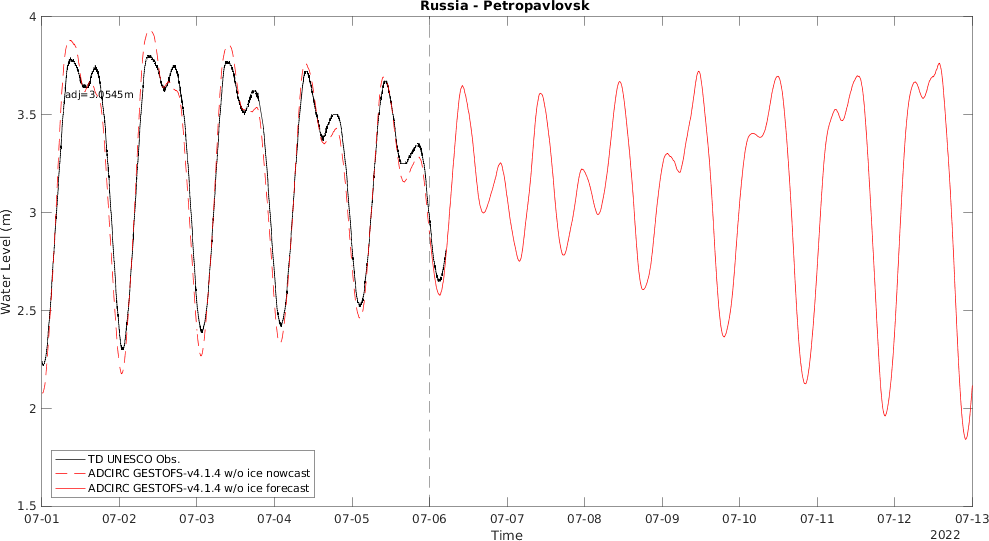 Russia - Petropavlovsk
4
3.5
3
2.5
2
1.5
Water Level (m)
adj=3.0545m
TD UNESCO Obs.
ADCIRC GESTOFS-v4.1.4 w/o ice nowcast
ADCIRC GESTOFS-v4.1.4 w/o ice forecast
07-01 07-02 07-03 07-04 07-05 07-06 07-07 07-08 07-09 07-10 07-11 07-12 07-13
Time
2022